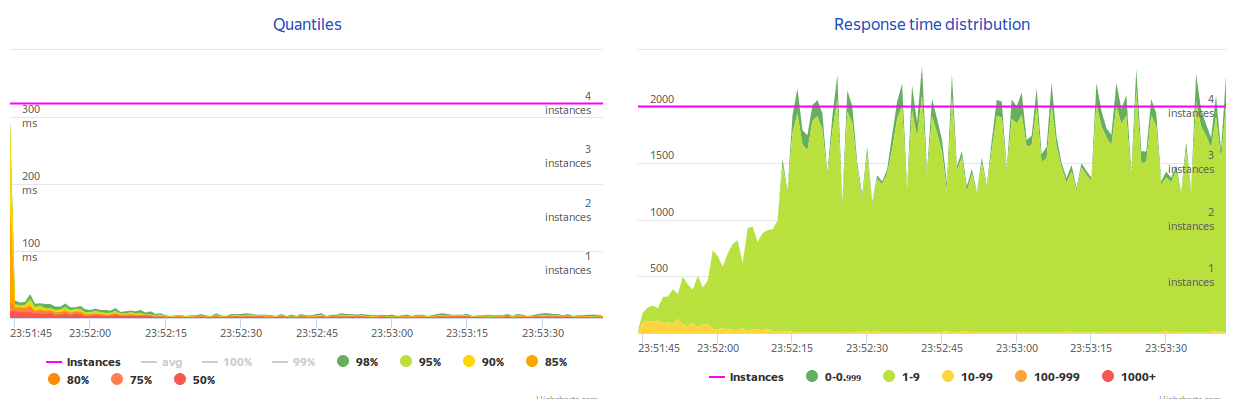 Quantiles
4
instances
300
ms
3
instances
200
ms
2
instances
100
ms
1
instances
23:51:45 23:52:00 23:52:15 23:52:30 23:52:45 23:53:00 23:53:15 23:53:30
Instances avg 100% 99% 98% 95% 90% 85%
80% 75% 50%
Highcharts.com
Response time distribution
2000
4
instances
1500
3
instances
1000
2
instances
500
1
instances
23:51:45 23:52:00 23:52:15 23:52:30 23:52:45 23:53:00 23:53:15 23:53:30
Instances 0-0.999 1-9 10-99 100-999 1000+
Highcharts.com